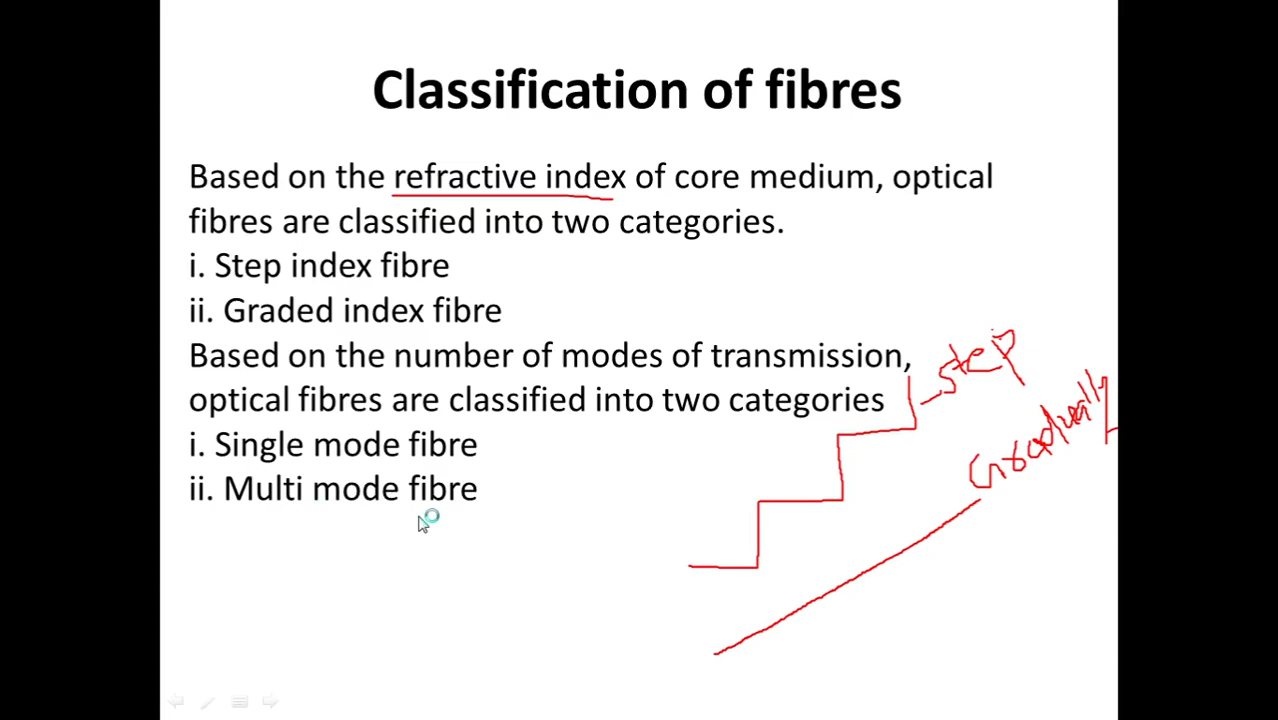 Classification of fibres
Based on the refractive index of core medium, optical
fibres are classified into two categories.
i. Step index fibre
ii. Graded index fibre
Based on the number of modes of transmission,
optical fibres are classified into two categories
i. Single mode fibre
ii. Multi mode fibre
Step
Gradually